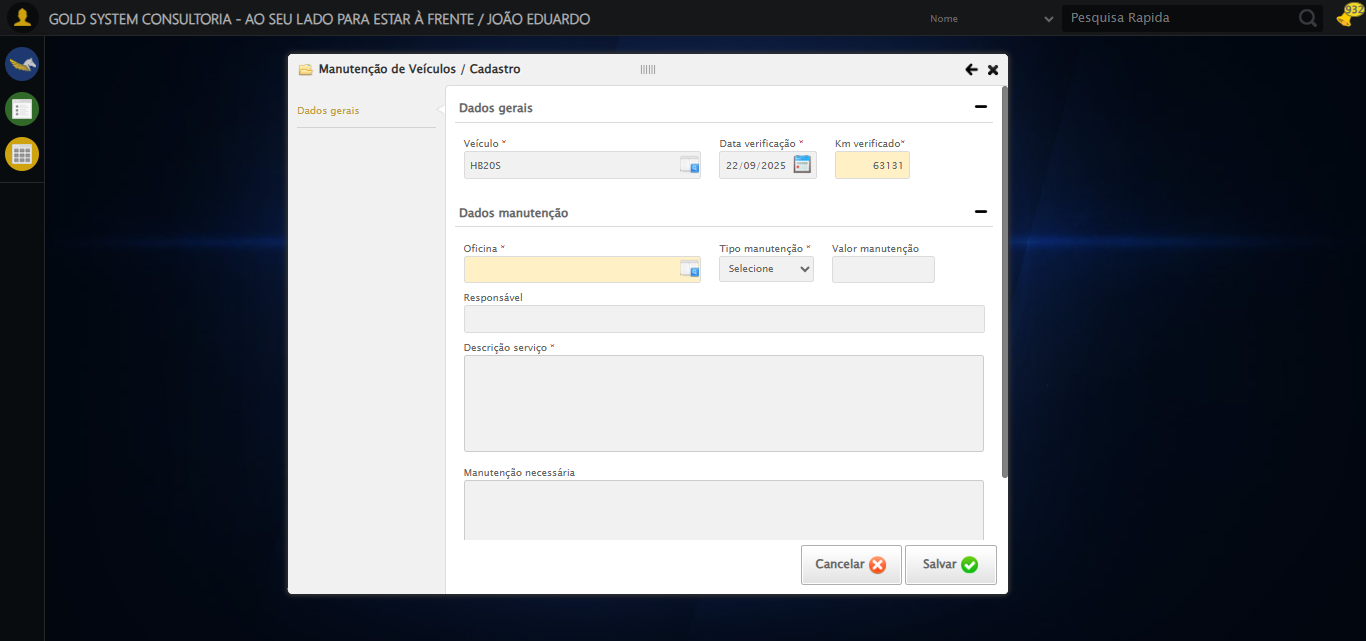 GOLD SYSTEM CONSULTORIA - AO SEU LADO PARA ESTAR À FRENTE / JOÃO EDUARDO
Nome
Pesquisa Rapida
932
Manutenção de Veículos / Cadastro
Dados gerais
Dados gerais
Veículo * Data verificação * Km verificado*
HB20S 22/09/2025 63131
Dados manutenção
Oficina * Tipo manutenção * Valor manutenção
Selecione
Responsável
Descrição serviço *
Manutenção necessária
Cancelar Salvar